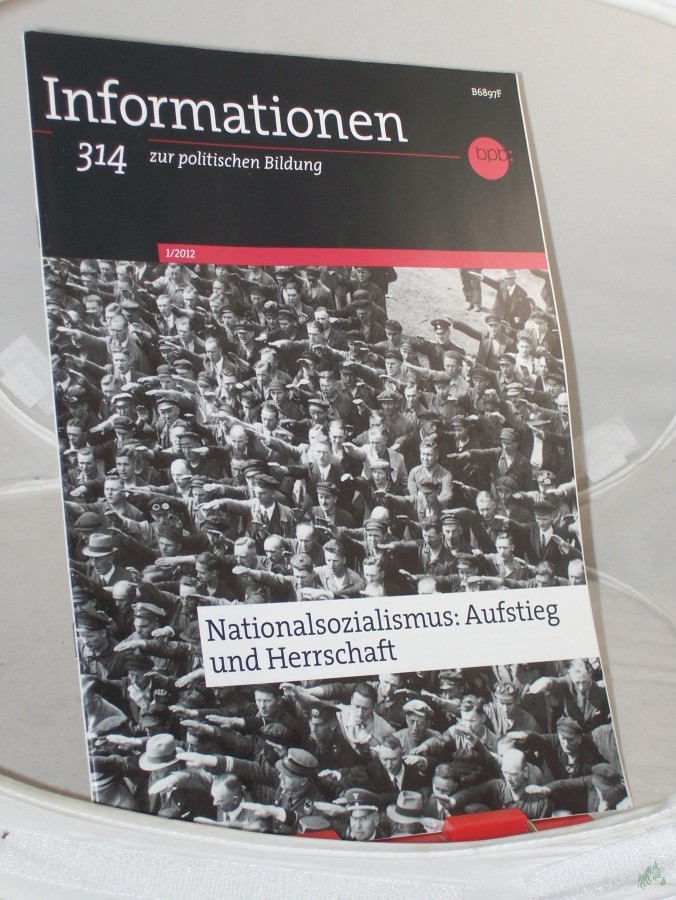 Informationen
B6897F
314
zur politischen Bildung
bpb:
1/2012
Nationalsozialismus: Aufstieg
und Herrschaft